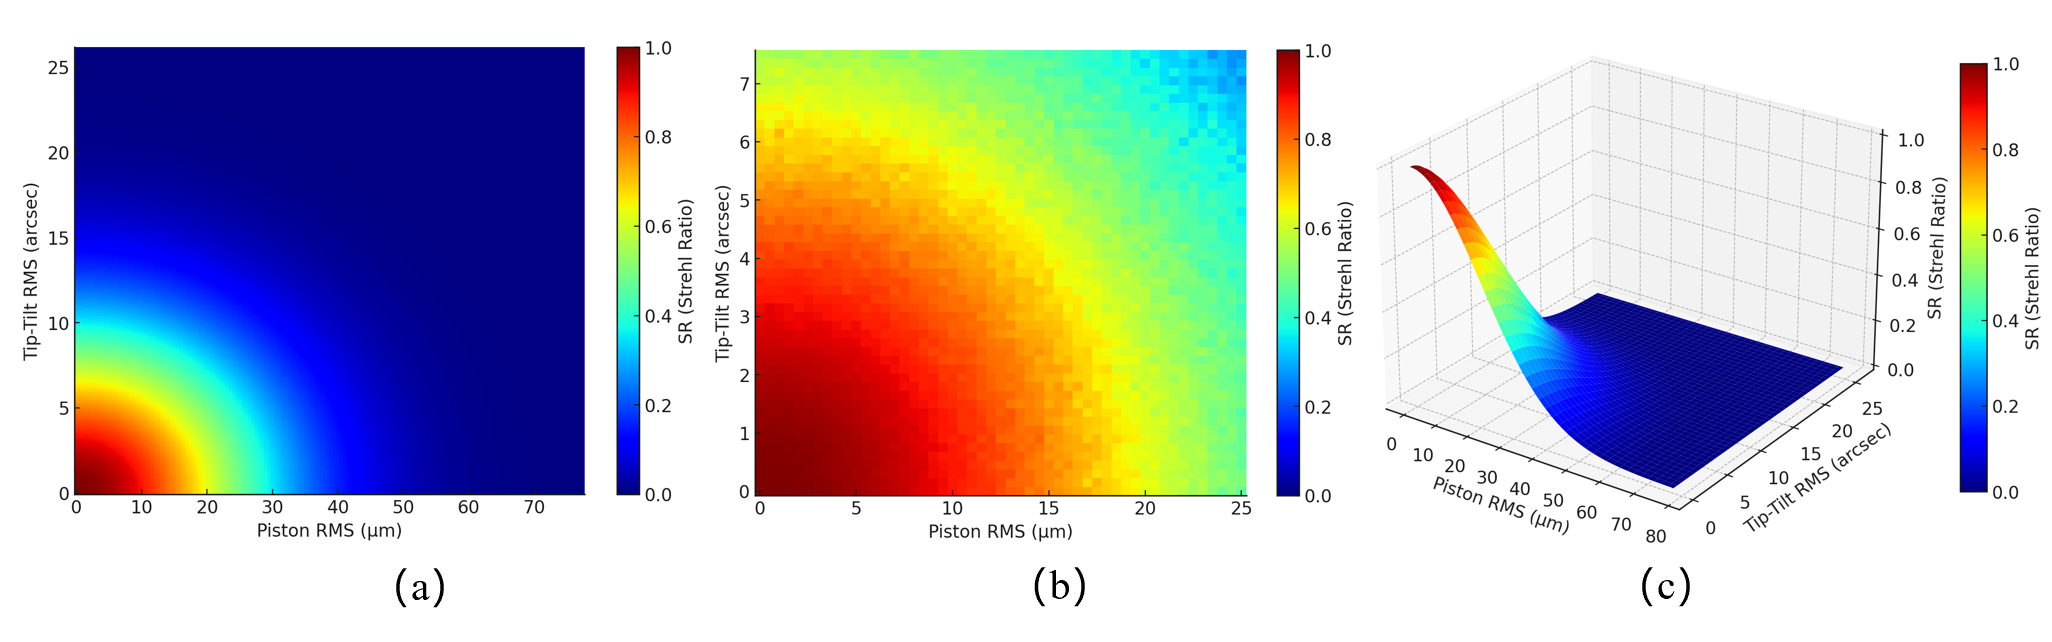 25
20
15
10
5
0
Tip-Tilt RMS (arcsec)
0 10 20 30 40 50 60 70
Piston RMS (μm)
1.0
0.8
0.6
0.4
0.2
0.0
SR (Strehl Ratio)
(a)
7
6
5
4
3
2
1
0
Tip-Tilt RMS (arcsec)
0 5 10 15 20 25
Piston RMS (μm)
1.0
0.8
0.6
0.4
0.2
0.0
SR (Strehl Ratio)
(b)
0 10 20 30 40 50 60 70 80
Piston RMS (μm)
0 5 10 15 20 25
Tip-Tilt RMS (arcsec)
1.0
0.8
0.6
0.4
0.2
0.0
SR (Strehl Ratio)
1.0
0.8
0.6
0.4
0.2
0.0
SR (Strehl Ratio)
(c)